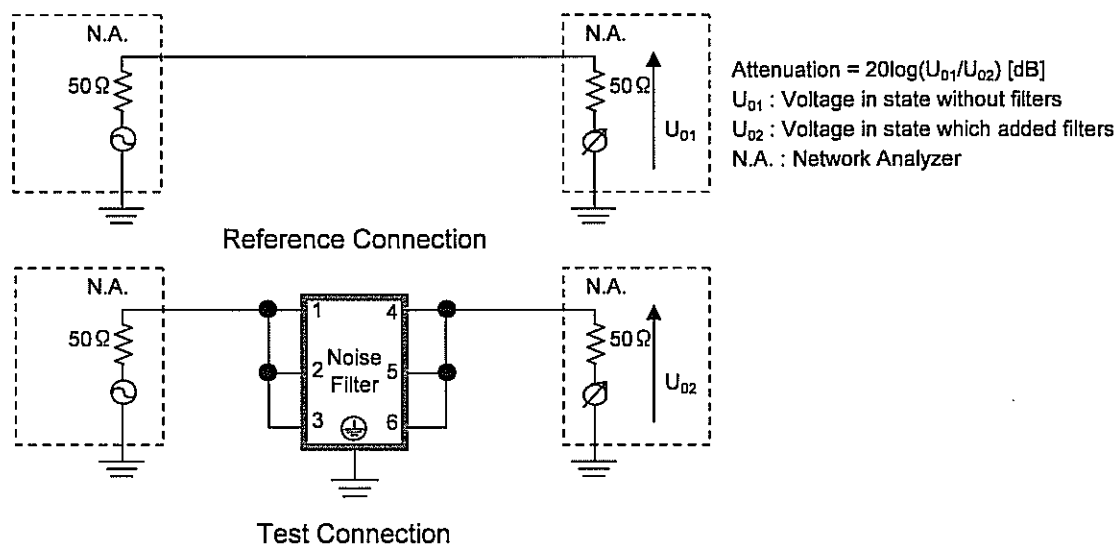 N.A.
N.A.
50Ω
50Ω
U01
Attenuation = 20log(U01/U02) [dB]
U01 : Voltage in state without filters
U02 : Voltage in state which added filters
N.A. : Network Analyzer
Reference Connection
N.A.
N.A.
50Ω
1
4
50Ω
2
Noise
Filter
5
U02
3
6
Test Connection